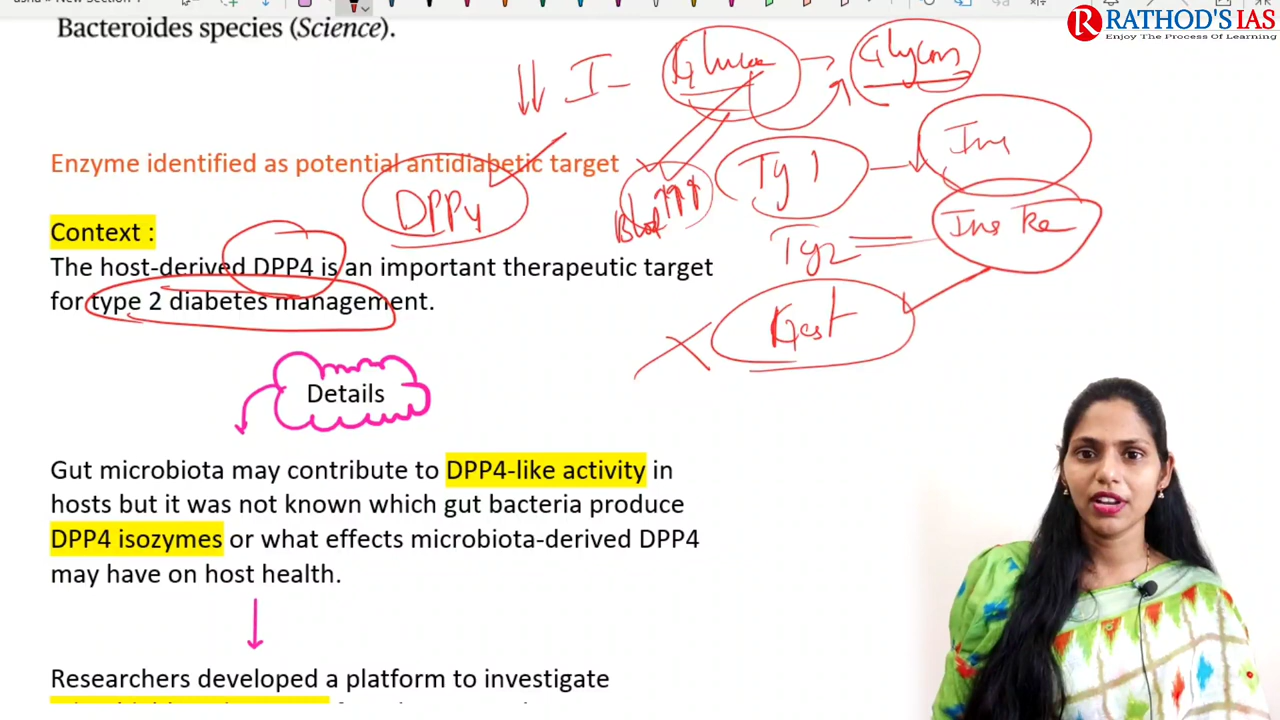 RATHOD'S IAS
Enjoy The Process Of Learning
Bacteroides species (Science).
Enzyme identified as potential antidiabetic target
DPP4
Ty 1
Ins
Ty2
Ins Re
Context :
The host-derived DPP4 is an important therapeutic target
for type 2 diabetes management.
Details
Gut microbiota may contribute to DPP4-like activity in
hosts but it was not known which gut bacteria produce
DPP4 isozymes or what effects microbiota-derived DPP4
may have on host health.
Researchers developed a platform to investigate